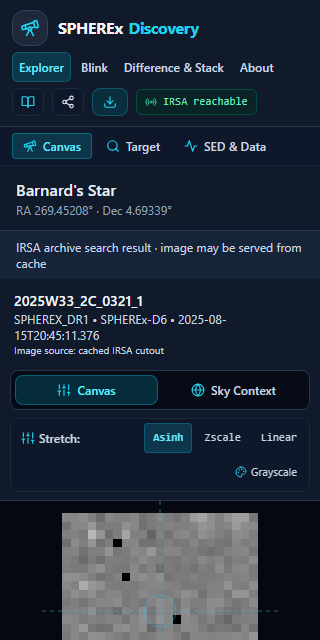 SPHEREx Discovery
Explorer Blink Difference & Stack About
IRSA reachable
Canvas Target SED & Data
Barnard's Star
RA 269.45208° · Dec 4.69339°
IRSA archive search result · image may be served from
cache
2025W33_2C_0321_1
SPHEREX_DR1 • SPHEREx-D6 • 2025-08-
15T20:45:11.376
Image source: cached IRSA cutout
Canvas Sky Context
Stretch: Asinh Zscale Linear
Grayscale